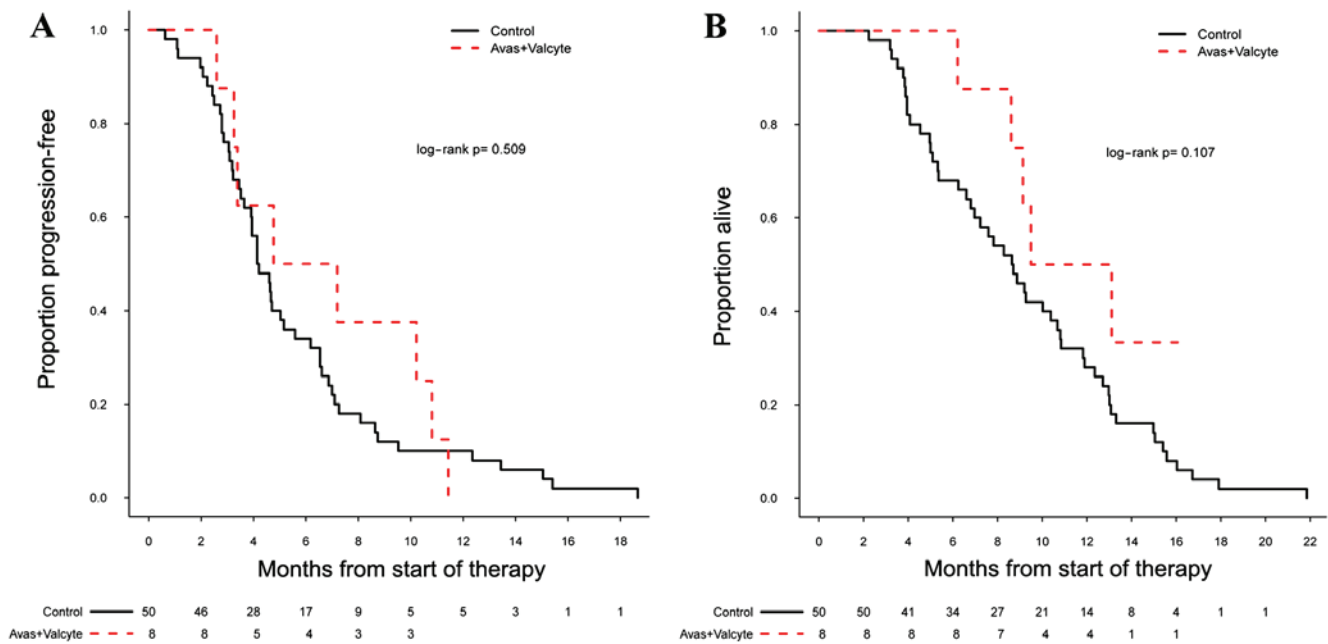 A
Control
Avas+Valcyte
log-rank p= 0.509
Proportion progression-free
1.0
0.8
0.6
0.4
0.2
0.0
0 2 4 6 8 10 12 14 16 18
Months from start of therapy
Control 50 46 28 17 9 5 5 3 1 1
Avas+Valcyte 8 8 5 4 3 3
B
Control
Avas+Valcyte
log-rank p= 0.107
Proportion alive
1.0
0.8
0.6
0.4
0.2
0.0
0 2 4 6 8 10 12 14 16 18 20 22
Months from start of therapy
Control 50 50 41 34 27 21 14 8 4 1 1
Avas+Valcyte 8 8 8 8 7 4 4 1 1